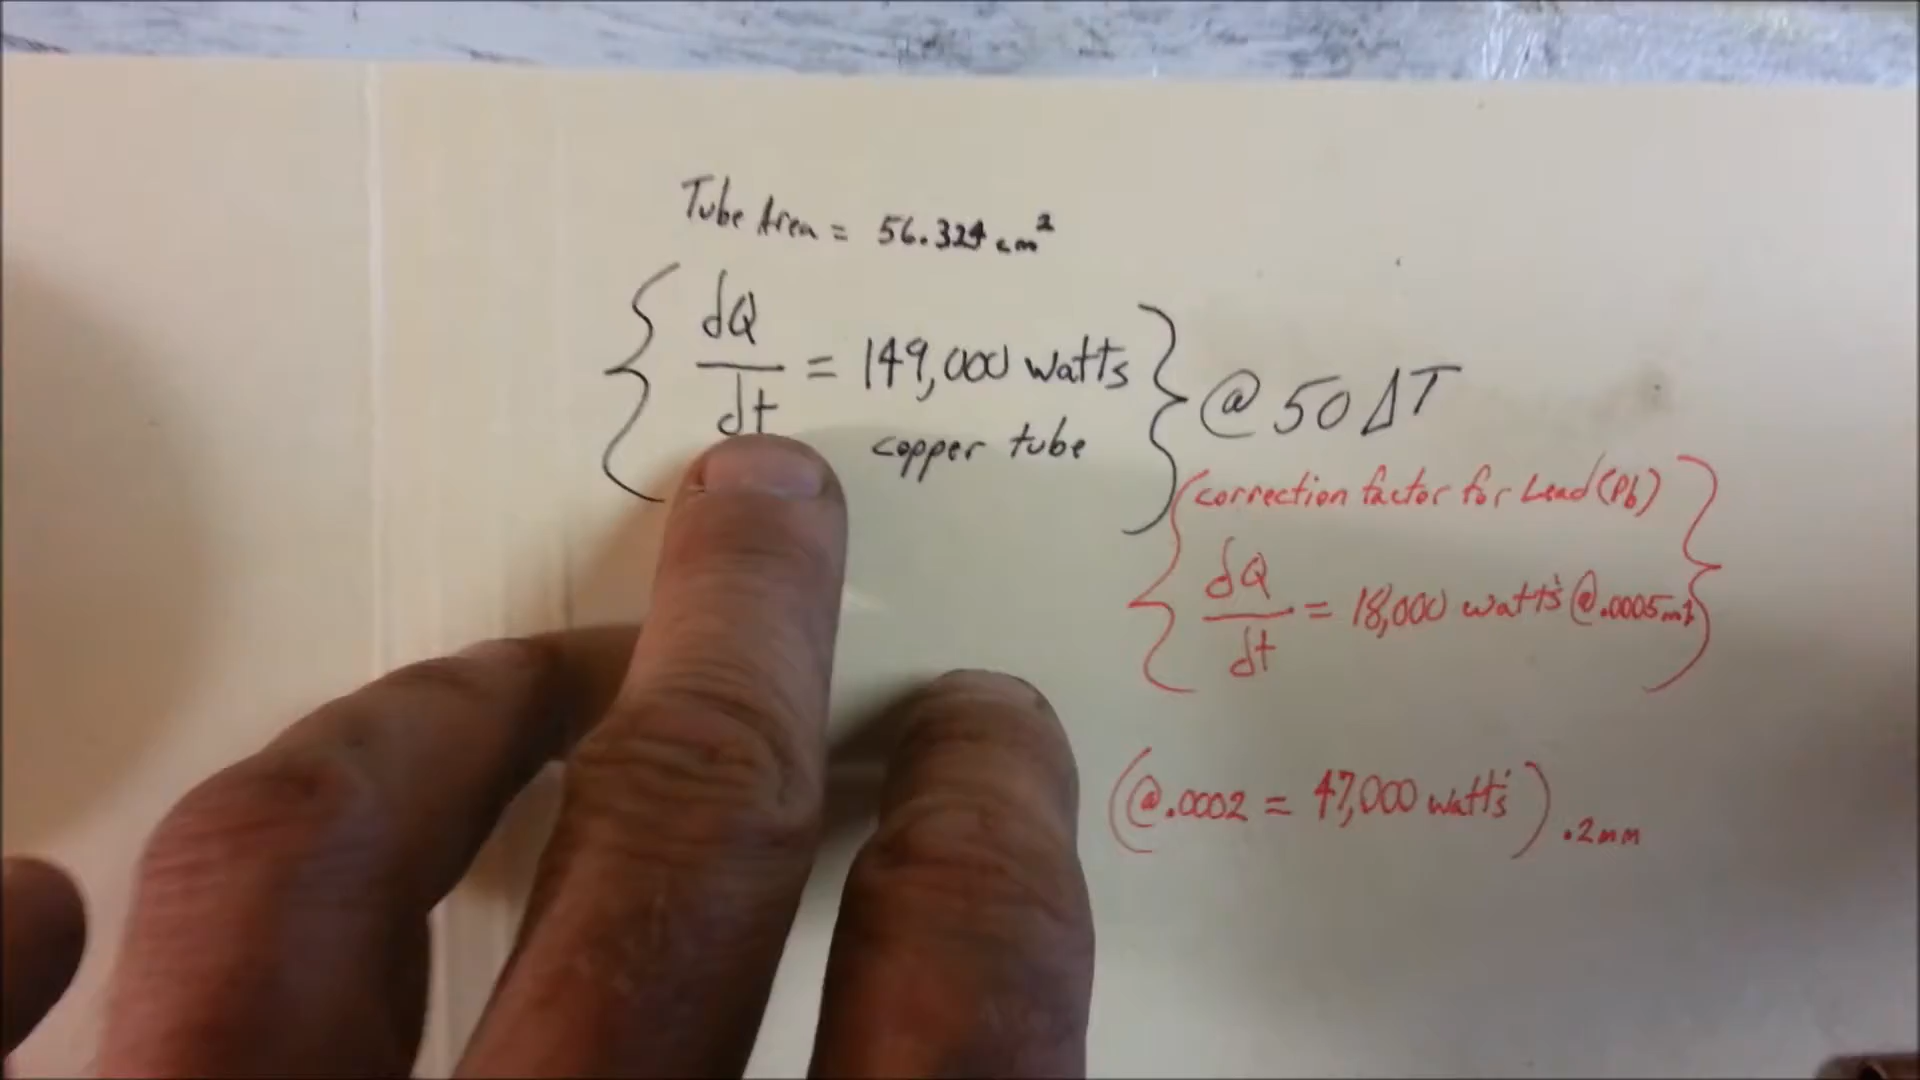 Tube Area = 56.324 cm²
dQ/dt = 149,000 watts
copper tube
@ 50 ΔT
correction factor for Lead (Pb)
dQ/dt = 18,000 watts @ .0005
(@ .0002 = 47,000 watts) .2mm